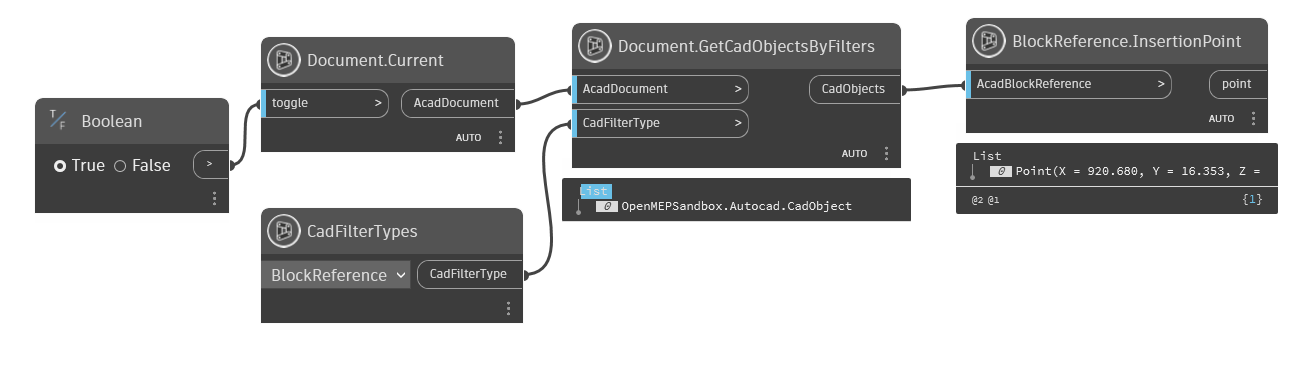 Boolean
T
F
True False >
Document.Current
toggle > AcadDocument
AUTO
CadFilterTypes
BlockReference CadFilterType
Document.GetCadObjectsByFilters
AcadDocument > CadObjects
CadFilterType >
AUTO
List
0 OpenMEPSandbox.Autocad.CadObject
BlockReference.InsertionPoint
AcadBlockReference > point
AUTO
List
0 Point(X = 920.680, Y = 16.353, Z =
@2 @1 {1}